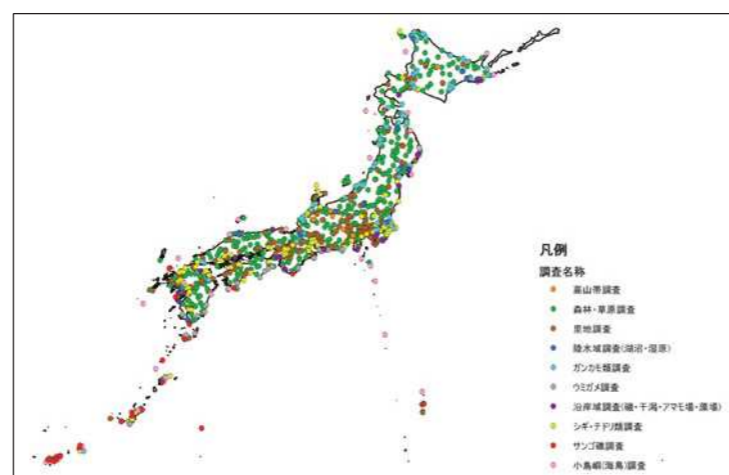 凡例
調査名称
高山帯調査
森林・草原調査
里地調査
陸水域調査(湖沼・湿原)
ガンカモ類調査
ウミガメ調査
沿岸域調査(磯・干潟・アマモ場・藻場)
シギ・チドリ類調査
サンゴ礁調査
小島嶼(海鳥)調査